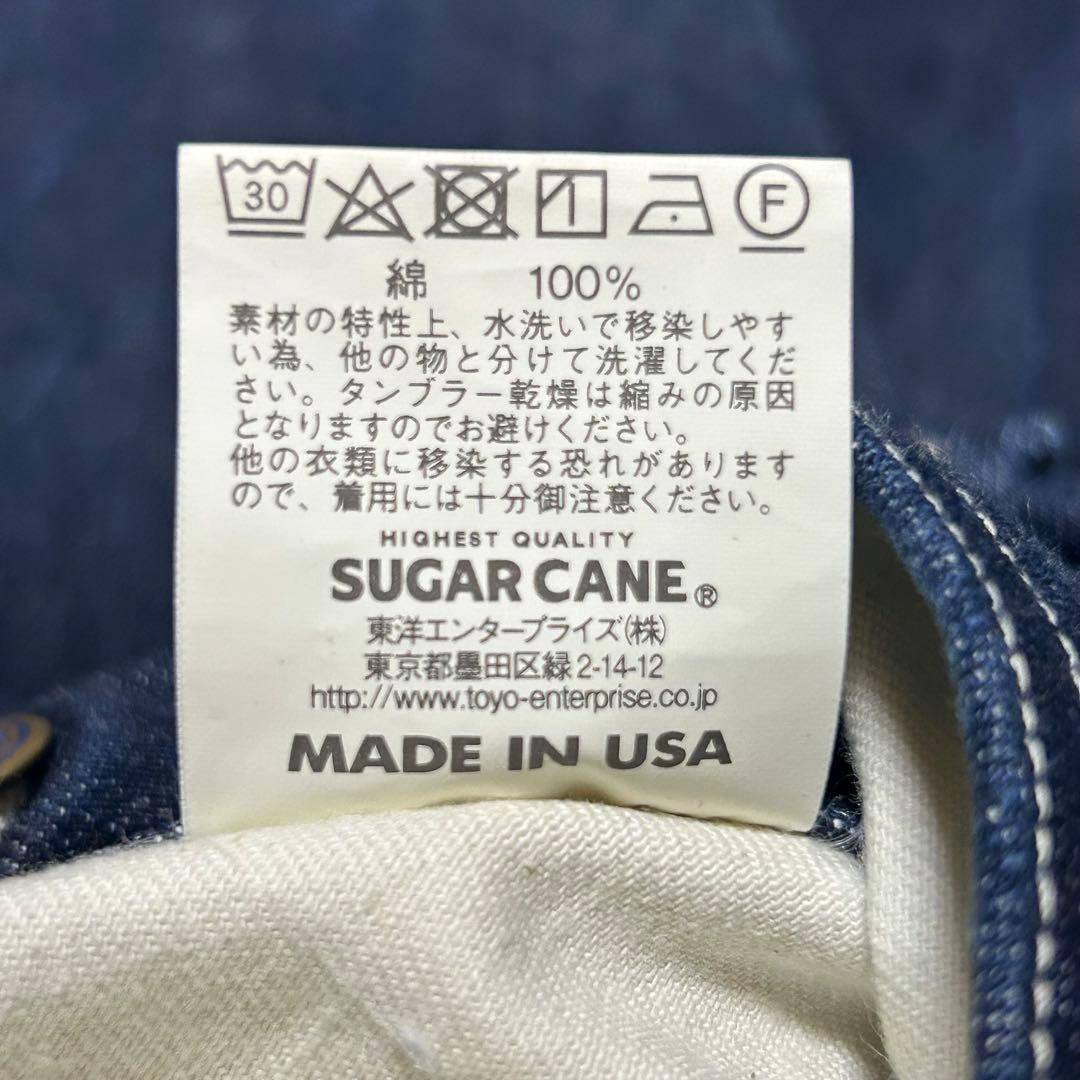 30 F
綿 100%
素材の特性上、水洗いで移染しやす
い為、他の物と分けて洗濯してくだ
さい。タンブラー乾燥は縮みの原因
となりますのでお避けください。
他の衣類に移染する恐れがあります
ので、着用には十分御注意ください。
HIGHEST QUALITY
SUGAR CANE®
東洋エンタープライズ(株)
東京都墨田区緑2-14-12
http://www.toyo-enterprise.co.jp
MADE IN USA